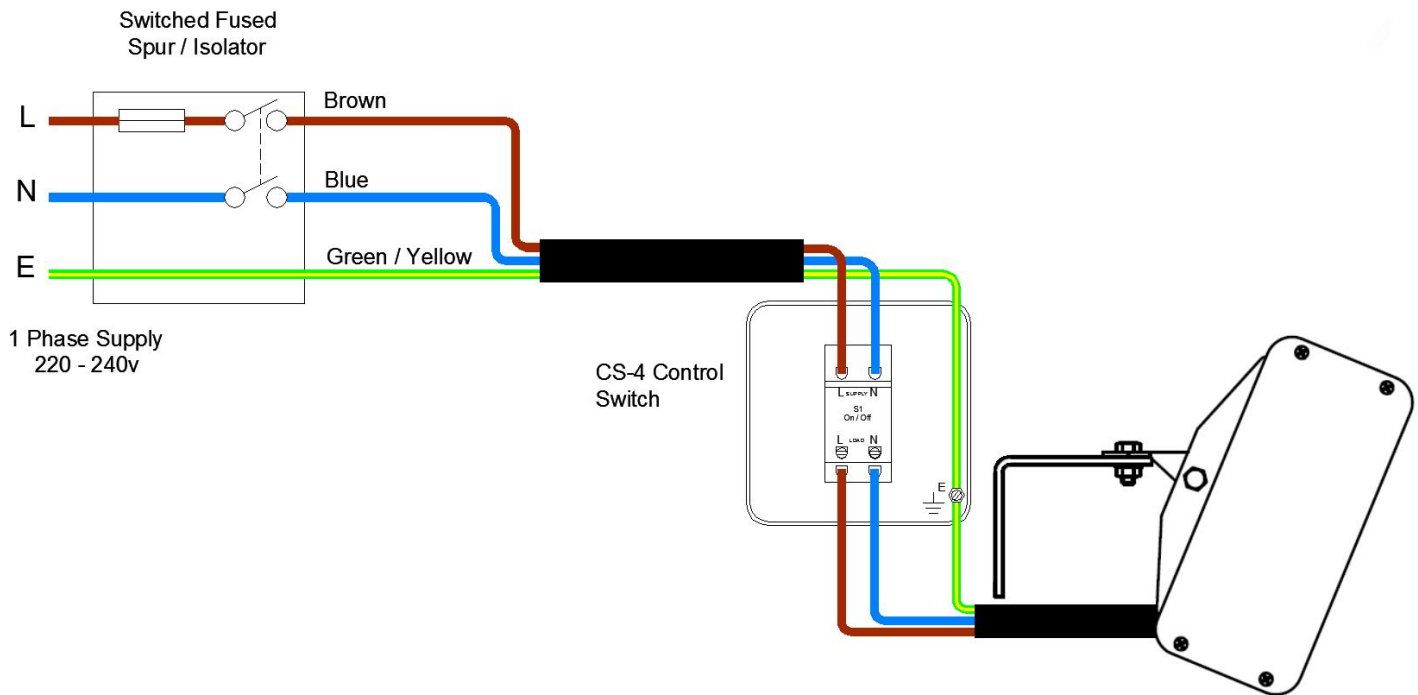 Switched Fused
Spur / Isolator
L
Brown
N
Blue
E
Green / Yellow
1 Phase Supply
220 - 240v
CS-4 Control
Switch
L SUPPLY N
S1
On / Off
L LOAD N
E